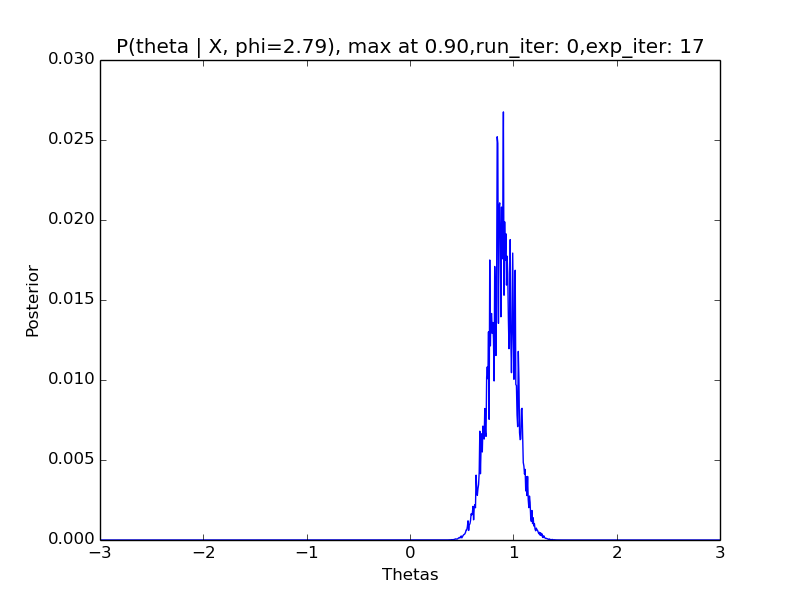 P(theta | X, phi=2.79), max at 0.90,run_iter: 0,exp_iter: 17
0.030
0.025
0.020
0.015
0.010
0.005
0.000
Posterior
−3 −2 −1 0 1 2 3
Thetas